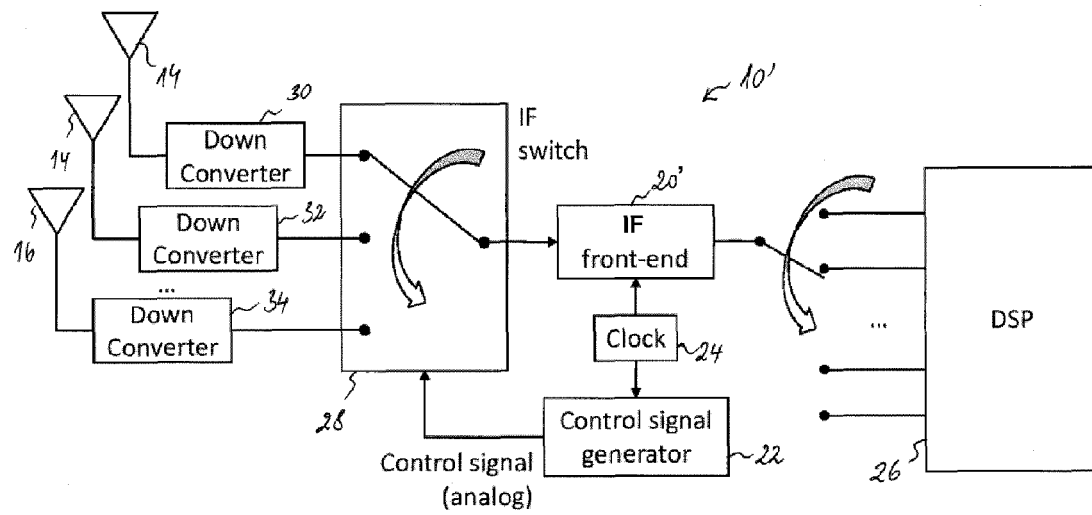 14
10'
30
Down
Converter
IF
switch
14
20'
IF
front-end
32
Down
Converter
16
...
34
Down
Converter
Clock
24
...
DSP
28
Control signal
generator
22
26
Control signal
(analog)